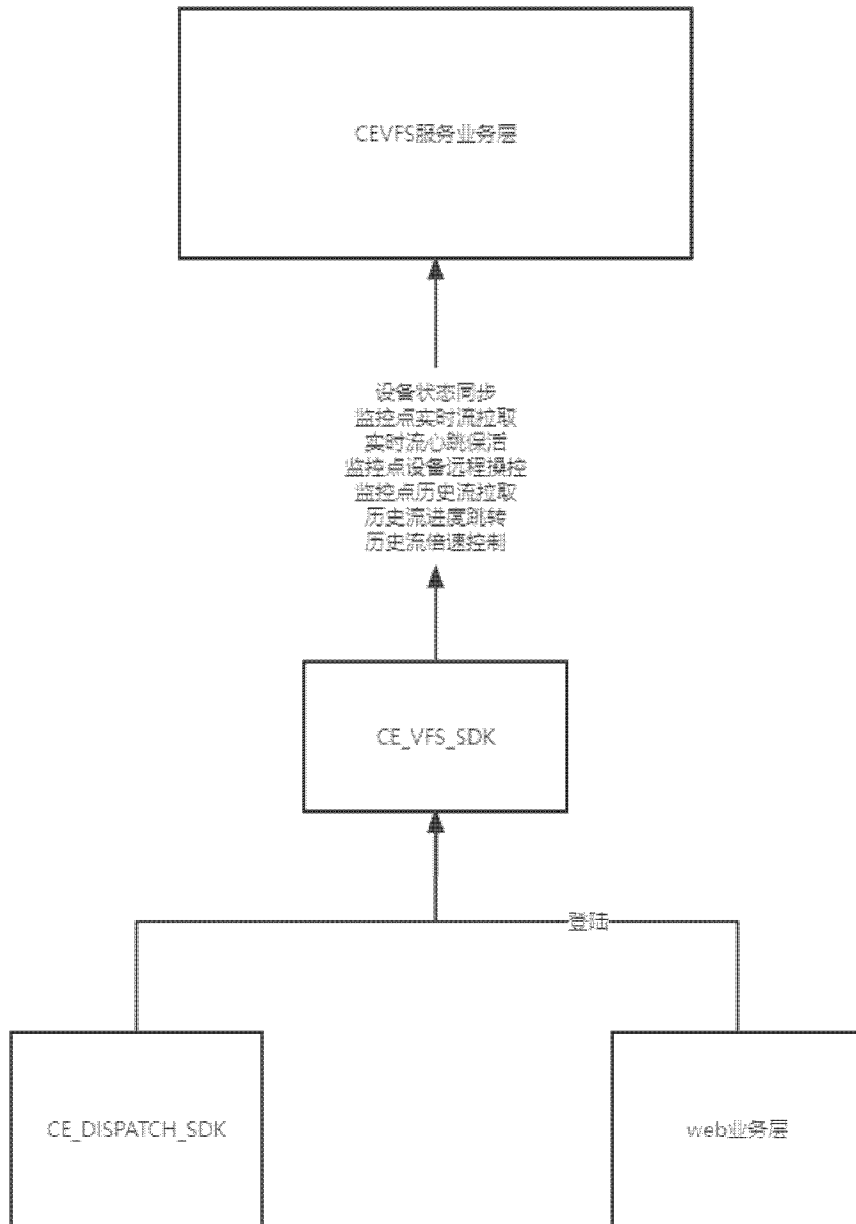 CEVFS服务业务层
设备状态同步
监控点实时流拉取
实时流心跳保活
监控点设备远程操控
监控点历史流拉取
历史流进度跳转
历史流倍速控制
CE_VFS_SDK
登陆
CE_DISPATCH_SDK
web业务层